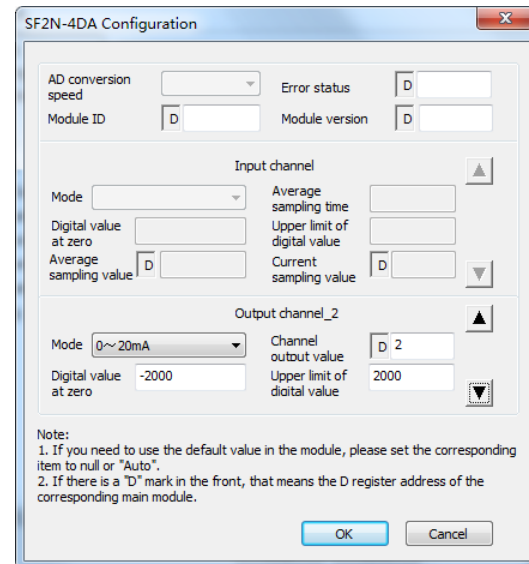 SF2N-4DA Configuration
x
AD conversion
speed
Error status
D
Module ID
D
Module version
D
Input channel
Mode
Average
sampling time
Digital value
at zero
Upper limit of
digital value
Average
sampling value
D
Current
sampling value
D
Output channel_2
Mode
0～20mA
Channel
output value
D
2
Digital value
at zero
-2000
Upper limit of
digital value
2000
Note:
1. If you need to use the default value in the module, please set the corresponding
item to null or "Auto".
2. If there is a "D" mark in the front, that means the D register address of the
corresponding main module.
OK
Cancel